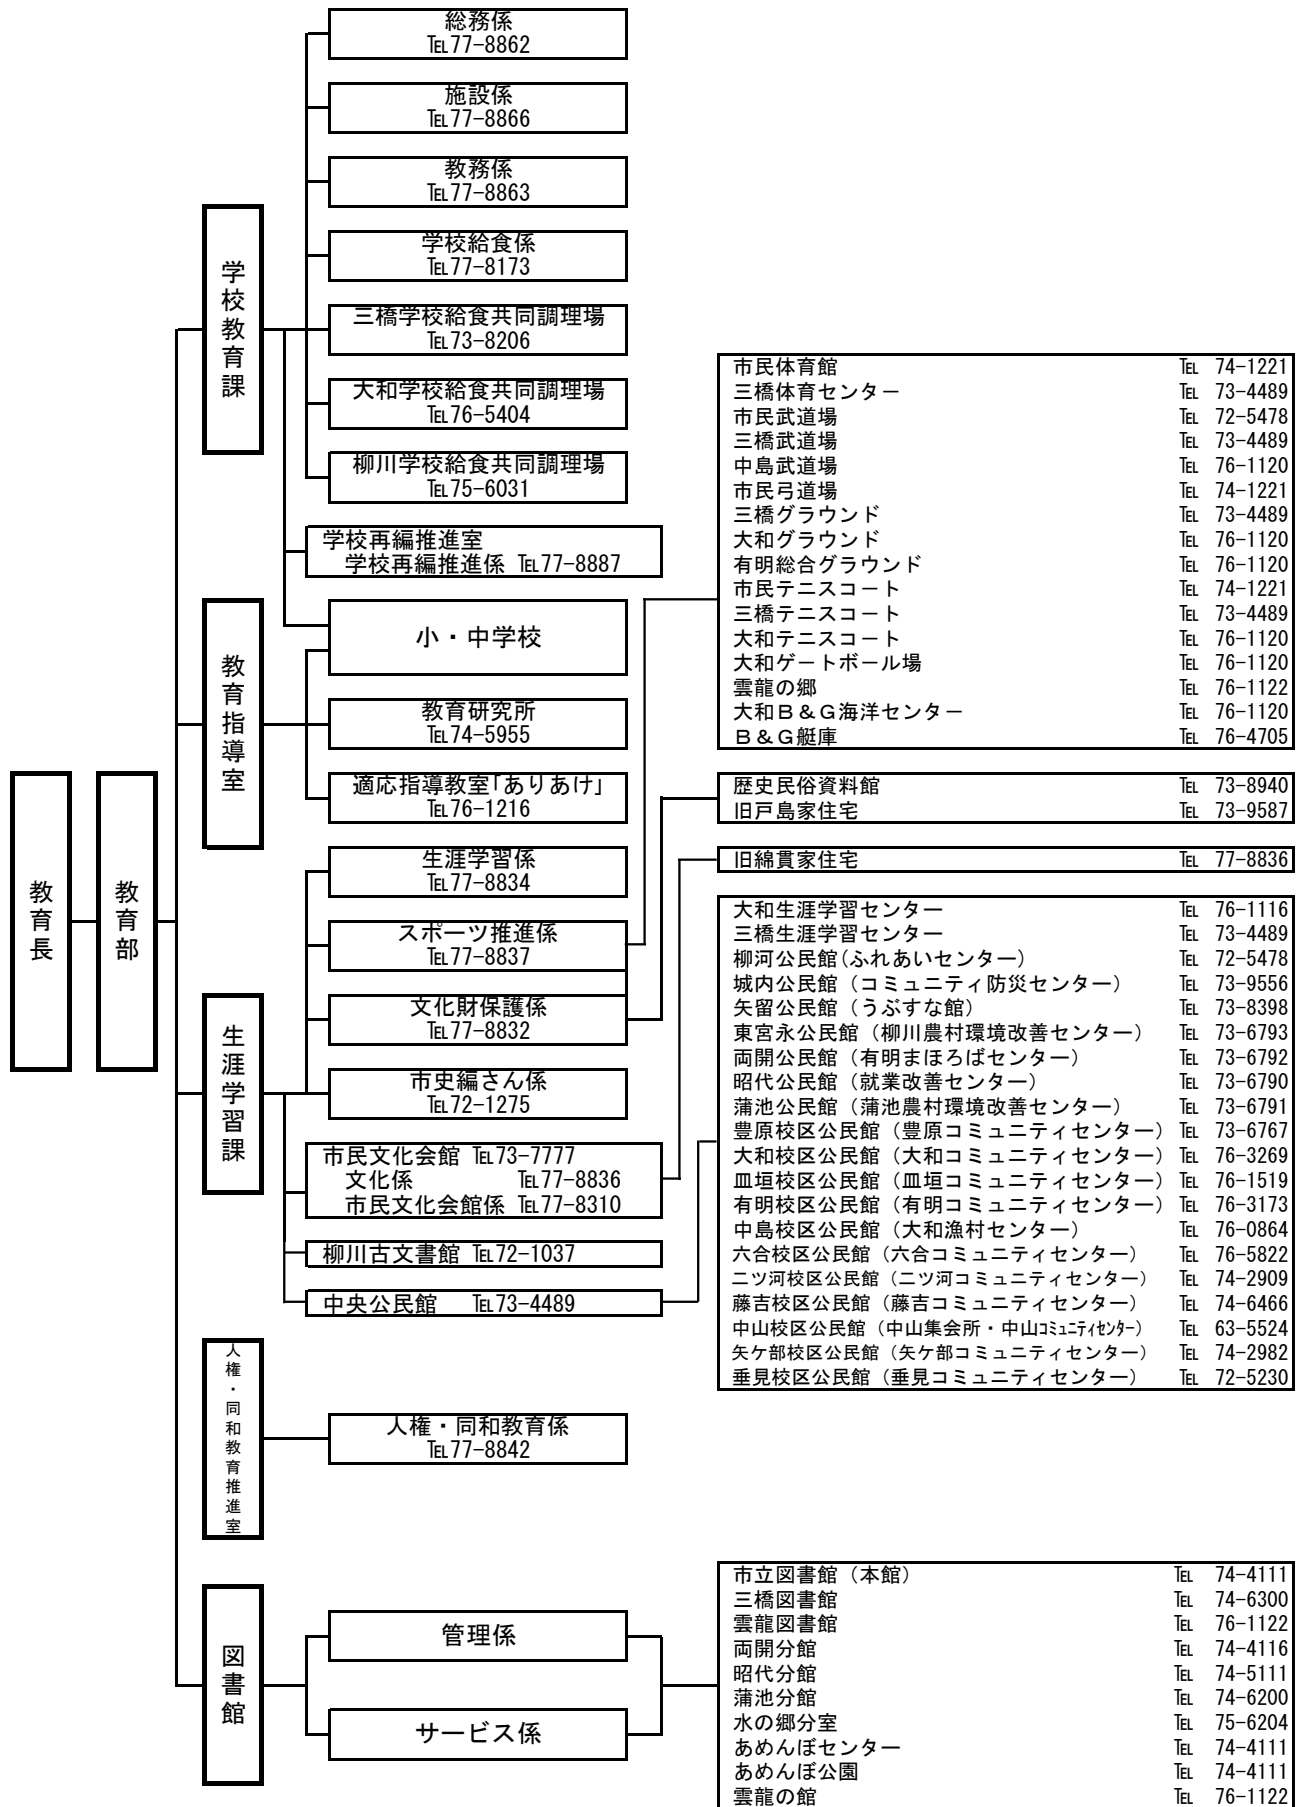 教育長
教育部
学校教育課
総務係
℡77-8862
施設係
℡77-8866
教務係
℡77-8863
学校給食係
℡77-8173
三橋学校給食共同調理場
℡73-8206
大和学校給食共同調理場
℡76-5404
柳川学校給食共同調理場
℡75-6031
学校再編推進室
学校再編推進係 ℡77-8887
小・中学校
教育指導室
教育研究所
℡74-5955
適応指導教室「ありあけ」
℡76-1216
生涯学習課
生涯学習係
℡77-8834
スポーツ推進係
℡77-8837
文化財保護係
℡77-8832
市史編さん係
℡72-1275
市民文化会館 ℡73-7777
文化係 ℡77-8836
市民文化会館係 ℡77-8310
柳川古文書館 ℡72-1037
中央公民館 ℡73-4489
人権・同和教育推進室
人権・同和教育係
℡77-8842
図書館
管理係
サービス係
市民体育館 ℡ 74-1221
三橋体育センター ℡ 73-4489
市民武道場 ℡ 72-5478
三橋武道場 ℡ 73-4489
中島武道場 ℡ 76-1120
市民弓道場 ℡ 74-1221
三橋グラウンド ℡ 73-4489
大和グラウンド ℡ 76-1120
有明総合グラウンド ℡ 76-1120
市民テニスコート ℡ 74-1221
三橋テニスコート ℡ 73-4489
大和テニスコート ℡ 76-1120
大和ゲートボール場 ℡ 76-1120
雲龍の郷 ℡ 76-1122
大和B＆G海洋センター ℡ 76-1120
B＆G艇庫 ℡ 76-4705
歴史民俗資料館 ℡ 73-8940
旧戸島家住宅 ℡ 73-9587
旧綿貫家住宅 ℡ 77-8836
大和生涯学習センター ℡ 76-1116
三橋生涯学習センター ℡ 73-4489
柳河公民館(ふれあいセンター) ℡ 72-5478
城内公民館（コミュニティ防災センター） ℡ 73-9556
矢留公民館（うぶすな館） ℡ 73-8398
東宮永公民館（柳川農村環境改善センター） ℡ 73-6793
両開公民館（有明まほろばセンター） ℡ 73-6792
昭代公民館（就業改善センター） ℡ 73-6790
蒲池公民館（蒲池農村環境改善センター） ℡ 73-6791
豊原校区公民館（豊原コミュニティセンター） ℡ 73-6767
大和校区公民館（大和コミュニティセンター） ℡ 76-3269
皿垣校区公民館（皿垣コミュニティセンター） ℡ 76-1519
有明校区公民館（有明コミュニティセンター） ℡ 76-3173
中島校区公民館（大和漁村センター） ℡ 76-0864
六合校区公民館（六合コミュニティセンター） ℡ 76-5822
二ツ河校区公民館（二ツ河コミュニティセンター） ℡ 74-2909
藤吉校区公民館（藤吉コミュニティセンター） ℡ 74-6466
中山校区公民館（中山集会所・中山ｺﾐｭﾆﾃｨｾﾝﾀｰ） ℡ 63-5524
矢ケ部校区公民館（矢ケ部コミュニティセンター） ℡ 74-2982
垂見校区公民館（垂見コミュニティセンター） ℡ 72-5230
市立図書館（本館） ℡ 74-4111
三橋図書館 ℡ 74-6300
雲龍図書館 ℡ 76-1122
両開分館 ℡ 74-4116
昭代分館 ℡ 74-5111
蒲池分館 ℡ 74-6200
水の郷分室 ℡ 75-6204
あめんぼセンター ℡ 74-4111
あめんぼ公園 ℡ 74-4111
雲龍の館 ℡ 76-1122